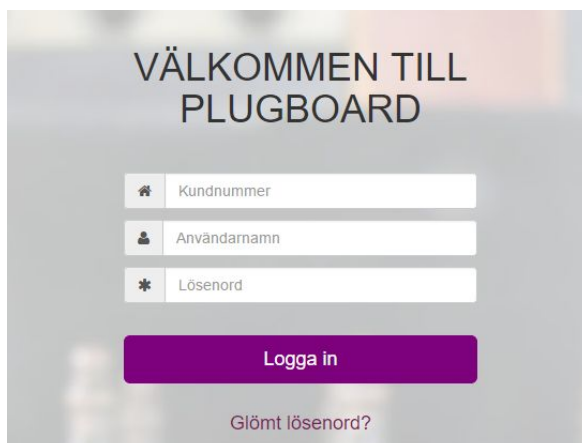 VÄLKOMMEN TILL
PLUGBOARD
Kundnummer
Användarnamn
Lösenord
Logga in
Glömt lösenord?